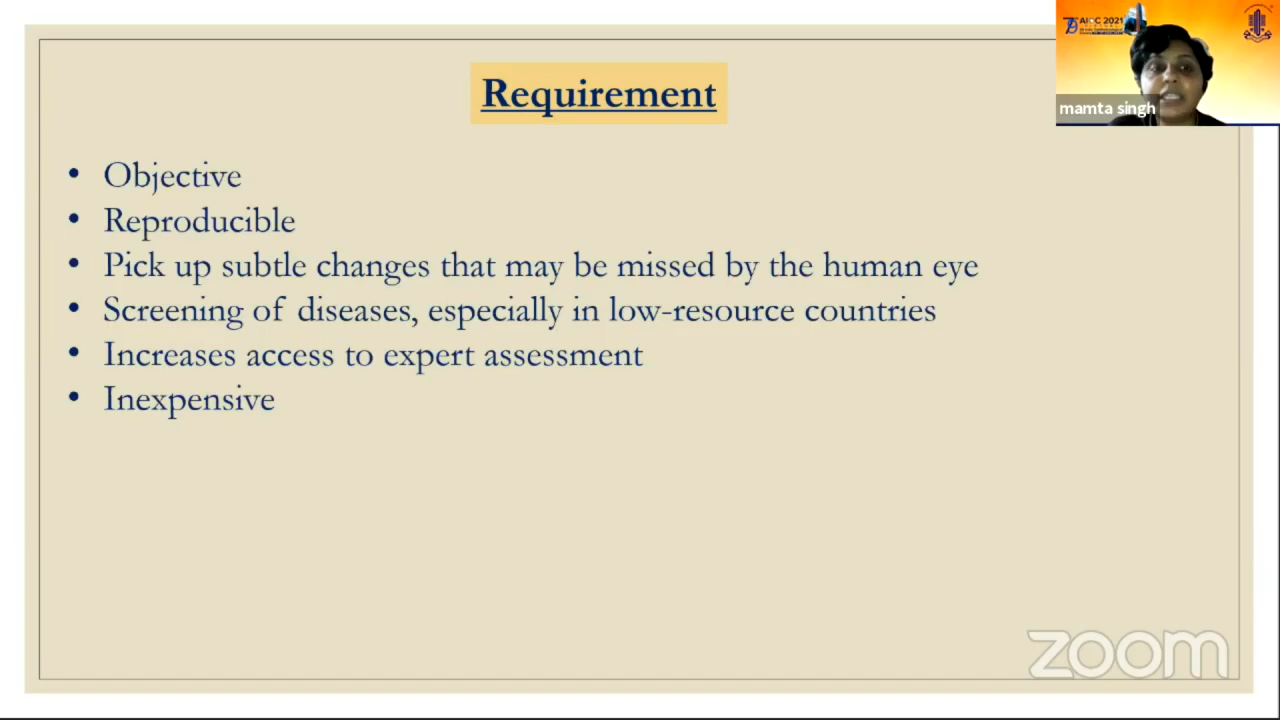 Requirement
• Objective
• Reproducible
• Pick up subtle changes that may be missed by the human eye
• Screening of diseases, especially in low-resource countries
• Increases access to expert assessment
• Inexpensive
2021
mamta singh
zoom